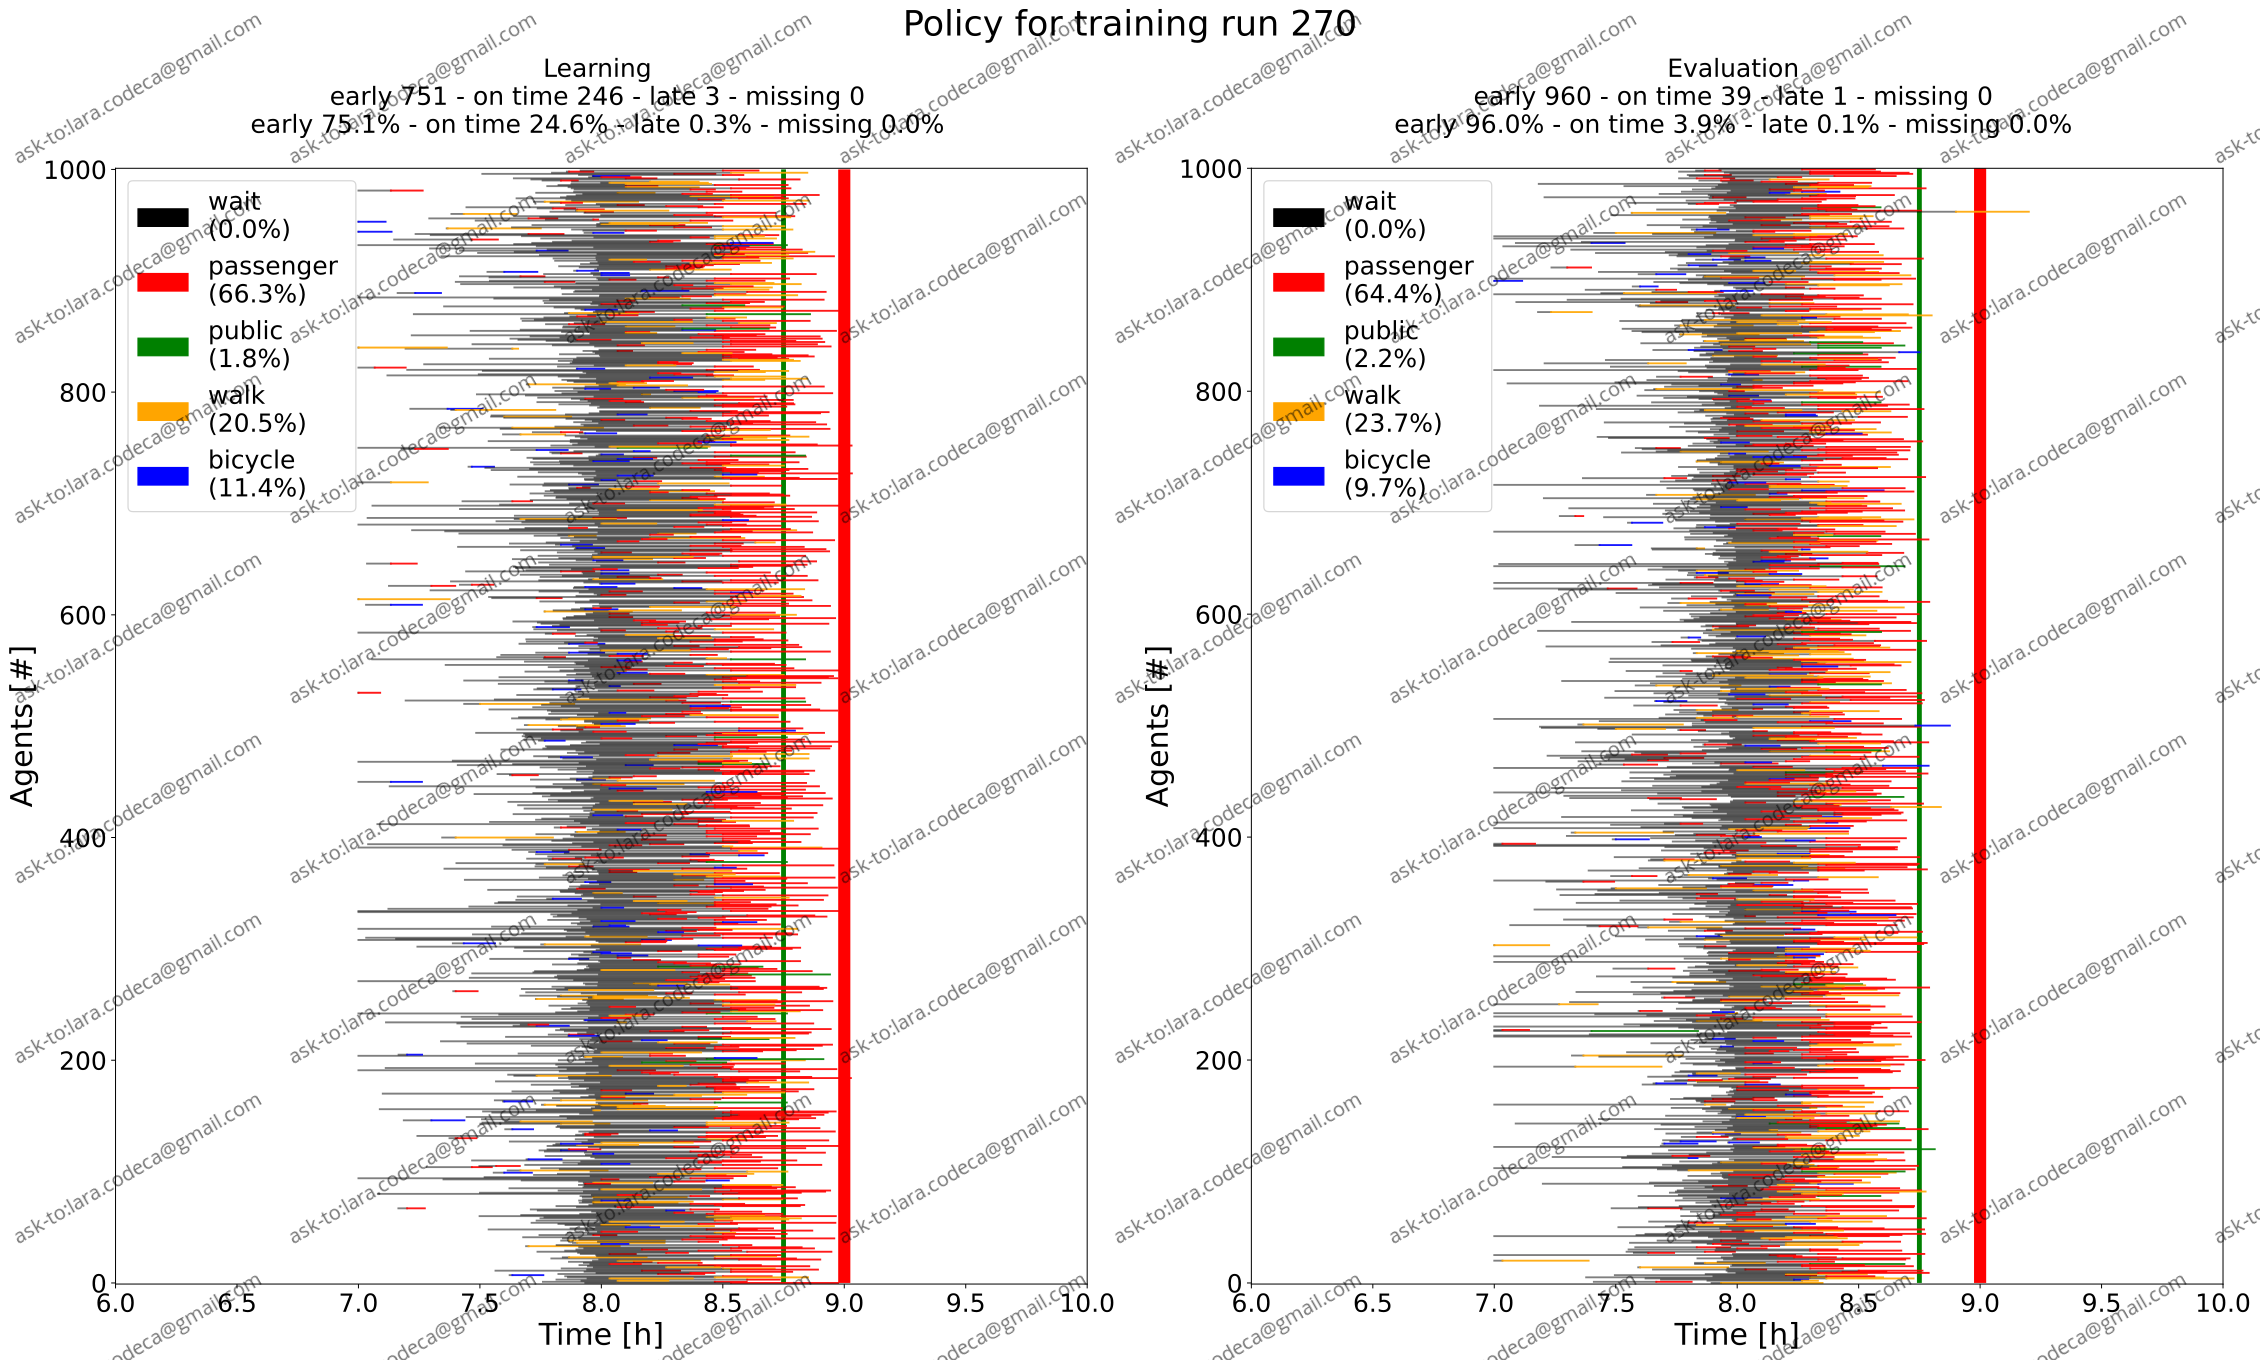 Policy for training run 270
Learning
early 751 - on time 246 - late 3 - missing 0
early 75.1% - on time 24.6% - late 0.3% - missing 0.0%
1000
800
600
400
200
0
Agents [#]
wait
(0.0%)
passenger
(66.3%)
public
(1.8%)
walk
(20.5%)
bicycle
(11.4%)
6.0 6.5 7.0 7.5 8.0 8.5 9.0 9.5 10.0
Time [h]
Evaluation
early 960 - on time 39 - late 1 - missing 0
early 96.0% - on time 3.9% - late 0.1% - missing 0.0%
1000
800
600
400
200
0
Agents [#]
wait
(0.0%)
passenger
(64.4%)
public
(2.2%)
walk
(23.7%)
bicycle
(9.7%)
6.0 6.5 7.0 7.5 8.0 8.5 9.0 9.5 10.0
Time [h]
ask-to:lara.codeca@gmail.com